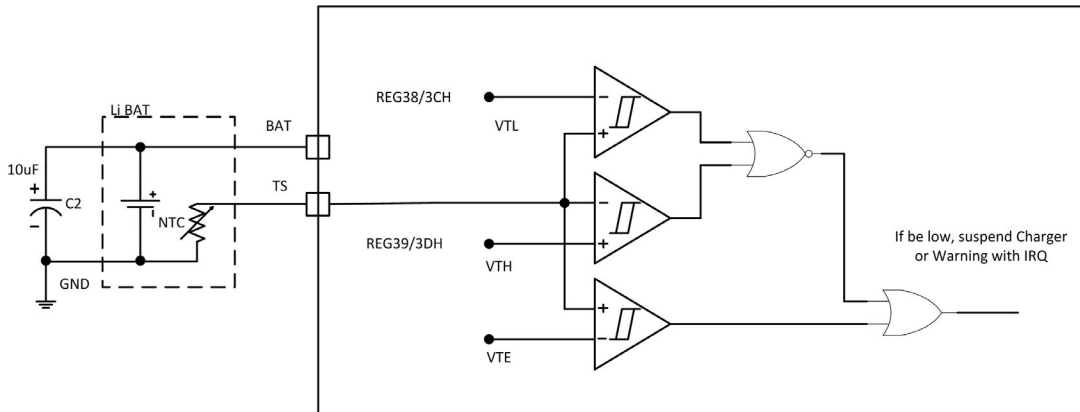 REG38/3CH
VTL
Li BAT
BAT
10uF
+
C2
−
+
NTC
TS
GND
REG39/3DH
VTH
VTE
−
+
−
+
+
−
If be low, suspend Charger
or Warning with IRQ